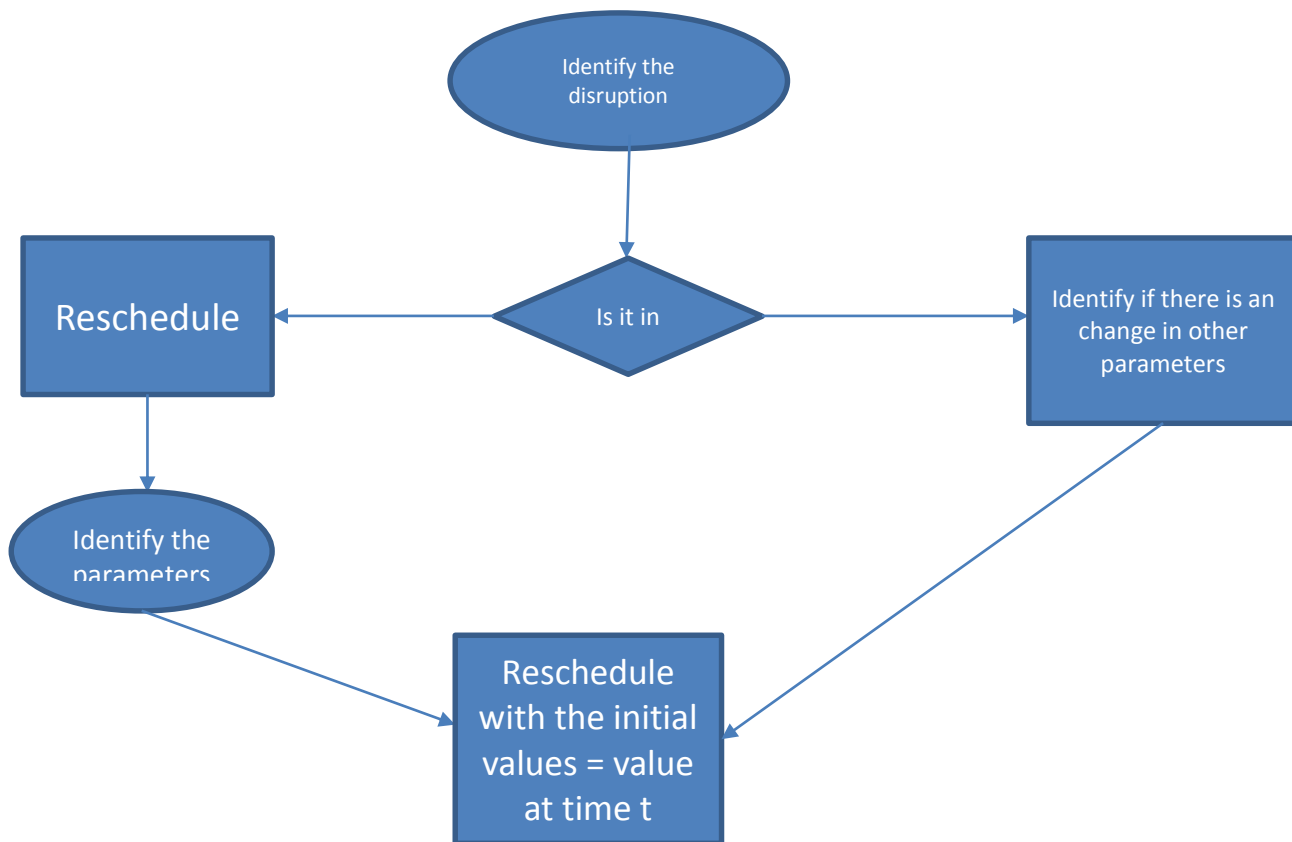 Identify the
disruption
Reschedule
Is it in
Identify if there is an
change in other
parameters
Identify the
parameters
Reschedule
with the initial
values = value
at time t